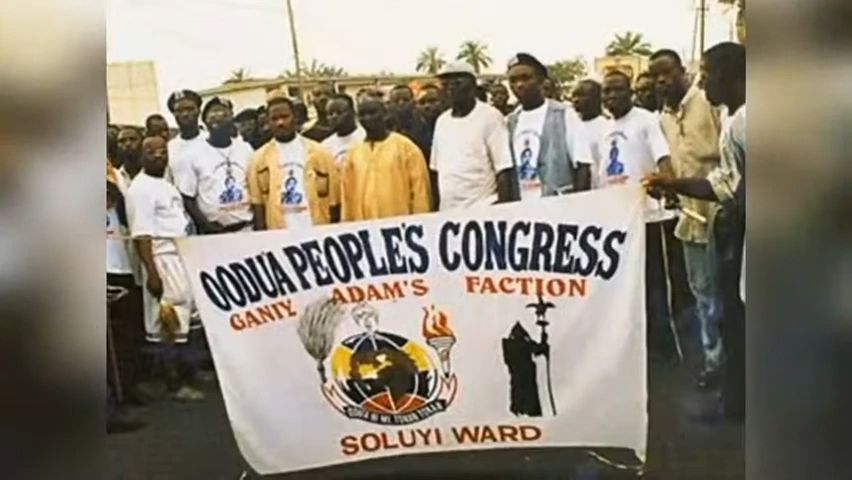 OODUA PEOPLE'S CONGRESS
GANIY ADAM'S FACTION
SOLUYI WARD